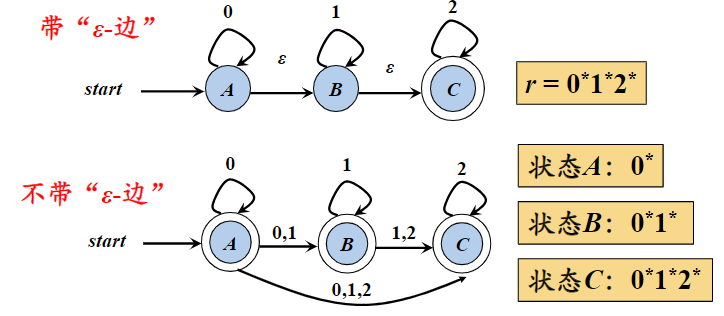 带“ε-边”
0
1
2
start
A
ε
B
ε
C
r = 0*1*2*
不带“ε-边”
0
1
2
start
A
0,1
B
1,2
C
0,1,2
状态A：0*
状态B：0*1*
状态C：0*1*2*